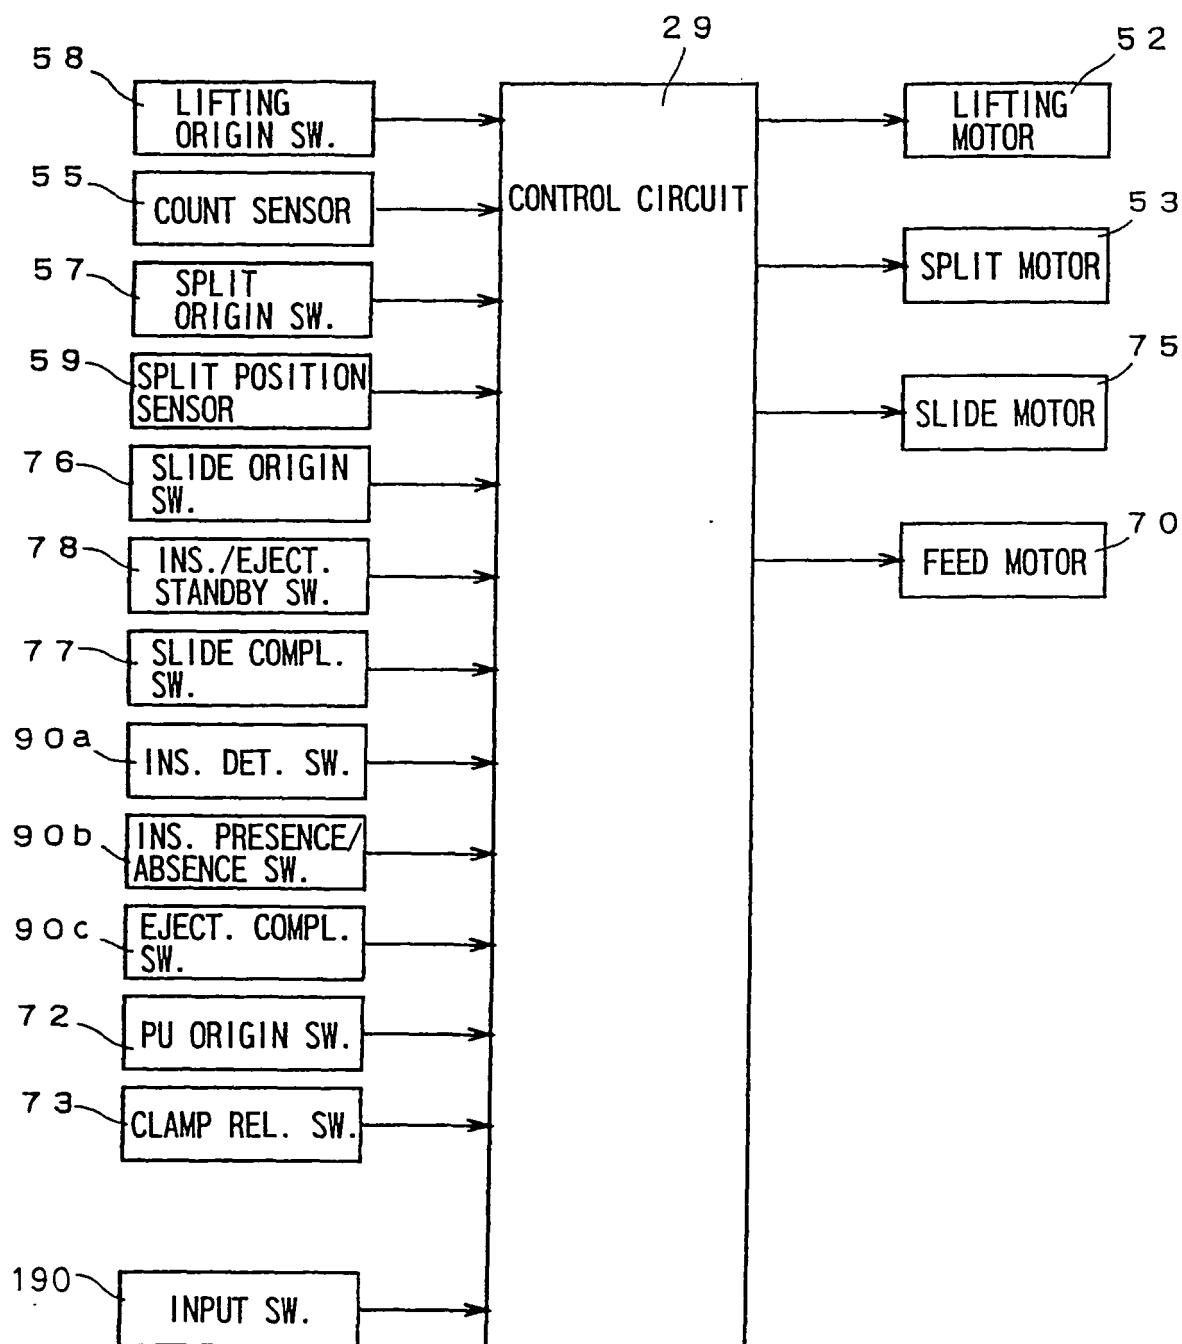 29
58
LIFTING
ORIGIN SW.
55
COUNT SENSOR
57
SPLIT
ORIGIN SW.
59
SPLIT POSITION
SENSOR
76
SLIDE ORIGIN
SW.
78
INS./EJECT.
STANDBY SW.
77
SLIDE COMPL.
SW.
90a
INS. DET. SW.
90b
INS. PRESENCE/
ABSENCE SW.
90c
EJECT. COMPL.
SW.
72
PU ORIGIN SW.
73
CLAMP REL. SW.
190
INPUT SW.
CONTROL CIRCUIT
52
LIFTING
MOTOR
53
SPLIT MOTOR
75
SLIDE MOTOR
70
FEED MOTOR